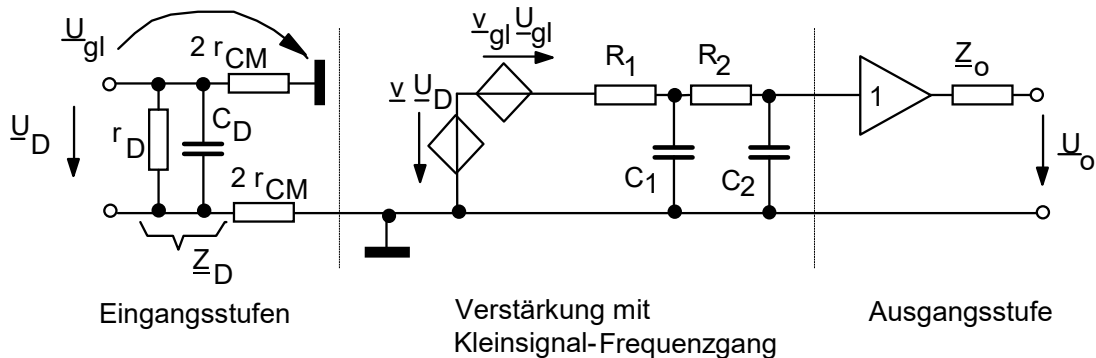 U_gl
2 r_CM
v_gl U_gl
R_1
R_2
Z_o
U_D
r_D
C_D
v U_D
1
C_1
C_2
U_o
2 r_CM
Z_D
Eingangsstufen
Verstärkung mit
Kleinsignal-Frequenzgang
Ausgangsstufe